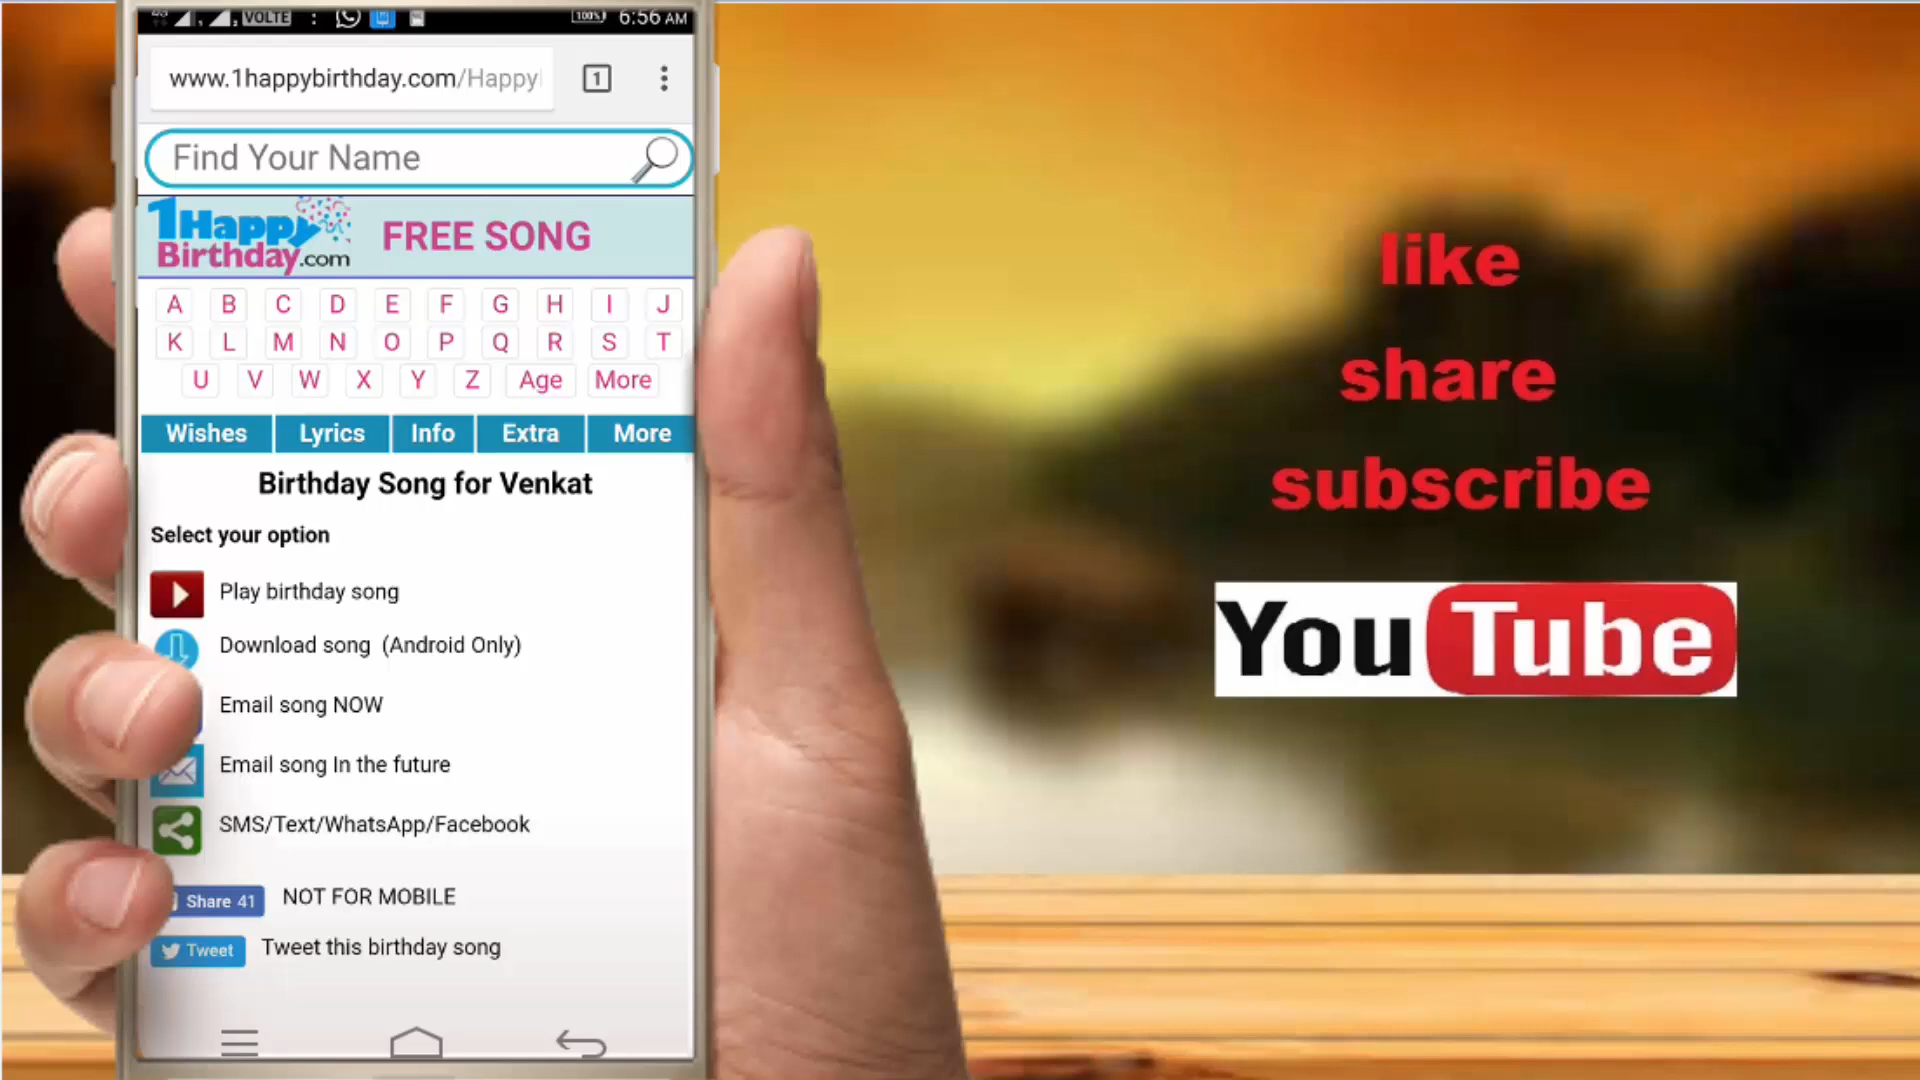 VOLTE : 100% 6:56 AM
www.1happybirthday.com/Happy
1
Find Your Name
1Happy
Birthday.com
FREE SONG
A B C D E F G H I J
K L M N O P Q R S T
U V W X Y Z Age More
Wishes Lyrics Info Extra More
Birthday Song for Venkat
Select your option
Play birthday song
Download song (Android Only)
Email song NOW
Email song In the future
SMS/Text/WhatsApp/Facebook
Share 41 NOT FOR MOBILE
Tweet Tweet this birthday song
like
share
subscribe
YouTube